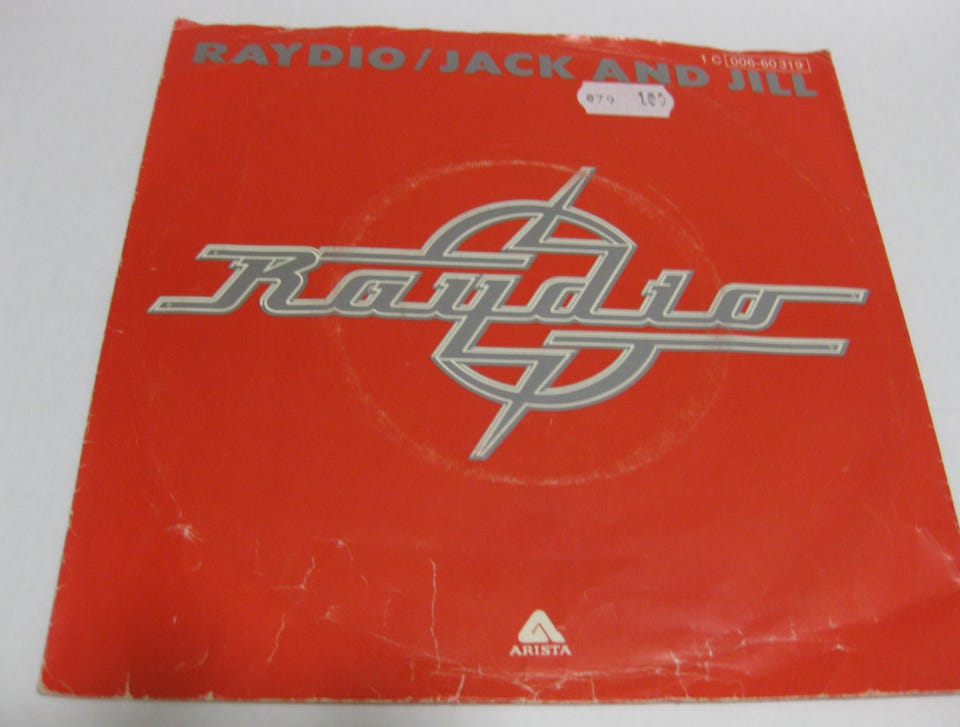 RAYDIO / JACK AND JILL
1 C 006-60 319
079 1.00
Raydio
ARISTA